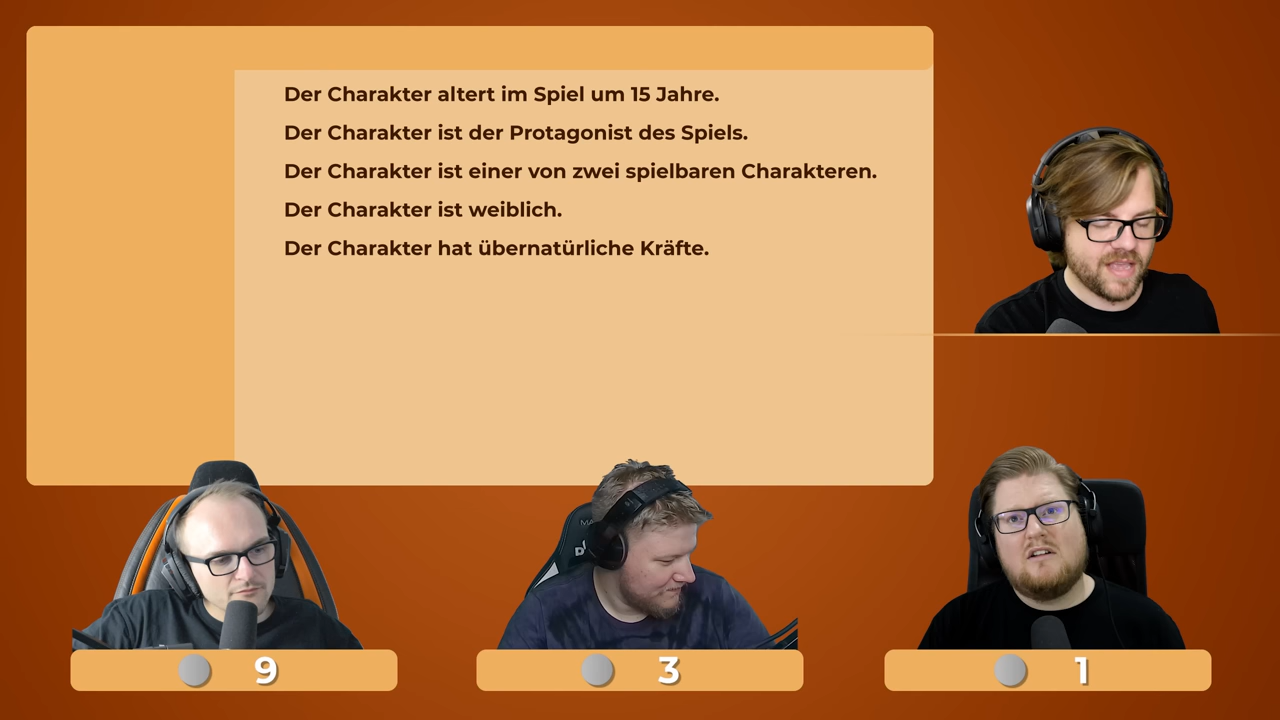 Der Charakter altert im Spiel um 15 Jahre.
Der Charakter ist der Protagonist des Spiels.
Der Charakter ist einer von zwei spielbaren Charakteren.
Der Charakter ist weiblich.
Der Charakter hat übernatürliche Kräfte.
9
3
1